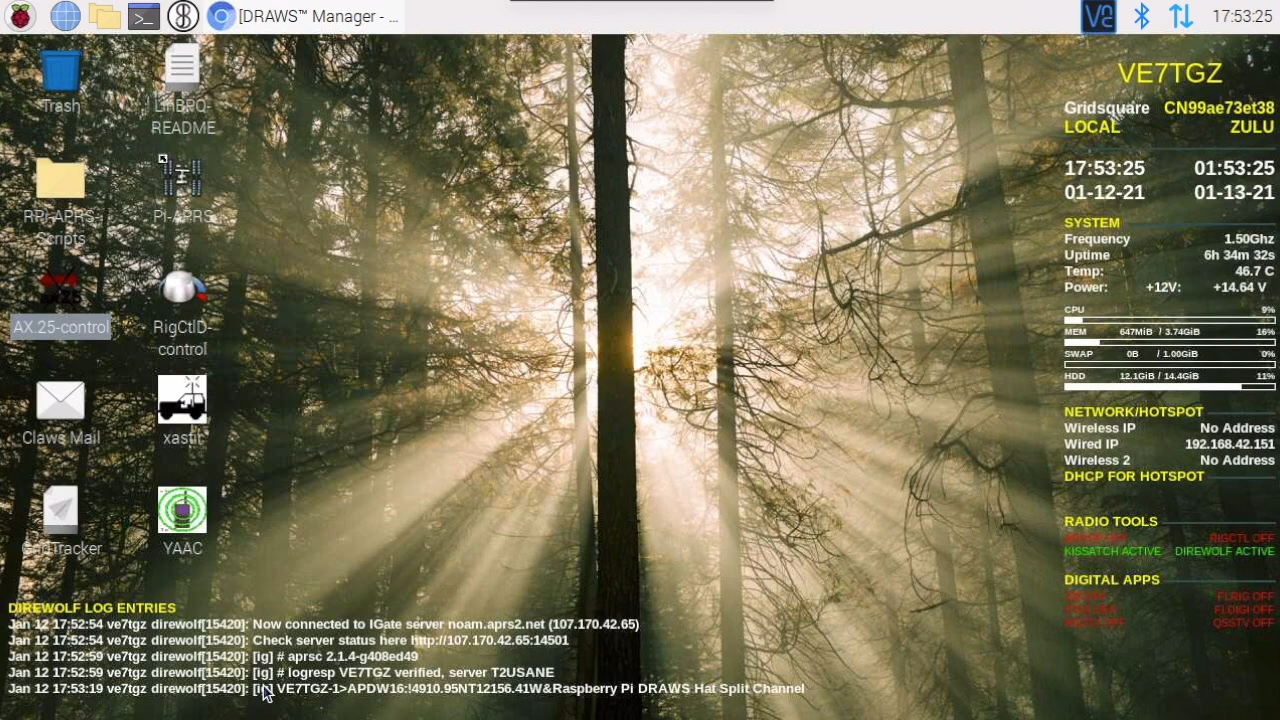 [DRAWS™ Manager - ...
17:53:25
Trash
LinBPQ-
README
RPi-APRS-
Scripts
Pi-APRS
AX.25-control
RigCtlD-
control
Claws Mail
xastir
GridTracker
YAAC
VE7TGZ
Gridsquare CN99ae73et38
LOCAL ZULU
17:53:25 01:53:25
01-12-21 01-13-21
SYSTEM
Frequency 1.50Ghz
Uptime 6h 34m 32s
Temp: 46.7 C
Power: +12V: +14.64 V
CPU 9%
MEM 647MiB / 3.74GiB 16%
SWAP 0B / 1.00GiB 0%
HDD 12.1GiB / 14.4GiB 11%
NETWORK/HOTSPOT
Wireless IP No Address
Wired IP 192.168.42.151
Wireless 2 No Address
DHCP FOR HOTSPOT
RADIO TOOLS
RIGCTL OFF
KISSATCH ACTIVE DIREWOLF ACTIVE
DIGITAL APPS
FLRIG OFF
FLDIGI OFF
QSSTV OFF
DIREWOLF LOG ENTRIES
Jan 12 17:52:54 ve7tgz direwolf[15420]: Now connected to IGate server noam.aprs2.net (107.170.42.65)
Jan 12 17:52:54 ve7tgz direwolf[15420]: Check server status here http://107.170.42.65:14501
Jan 12 17:52:59 ve7tgz direwolf[15420]: [ig] # aprsc 2.1.4-g408ed49
Jan 12 17:52:59 ve7tgz direwolf[15420]: [ig] # logresp VE7TGZ verified, server T2USANE
Jan 12 17:53:19 ve7tgz direwolf[15420]: [ig] VE7TGZ-1>APDW16:!4910.95NT12156.41W&Raspberry Pi DRAWS Hat Split Channel